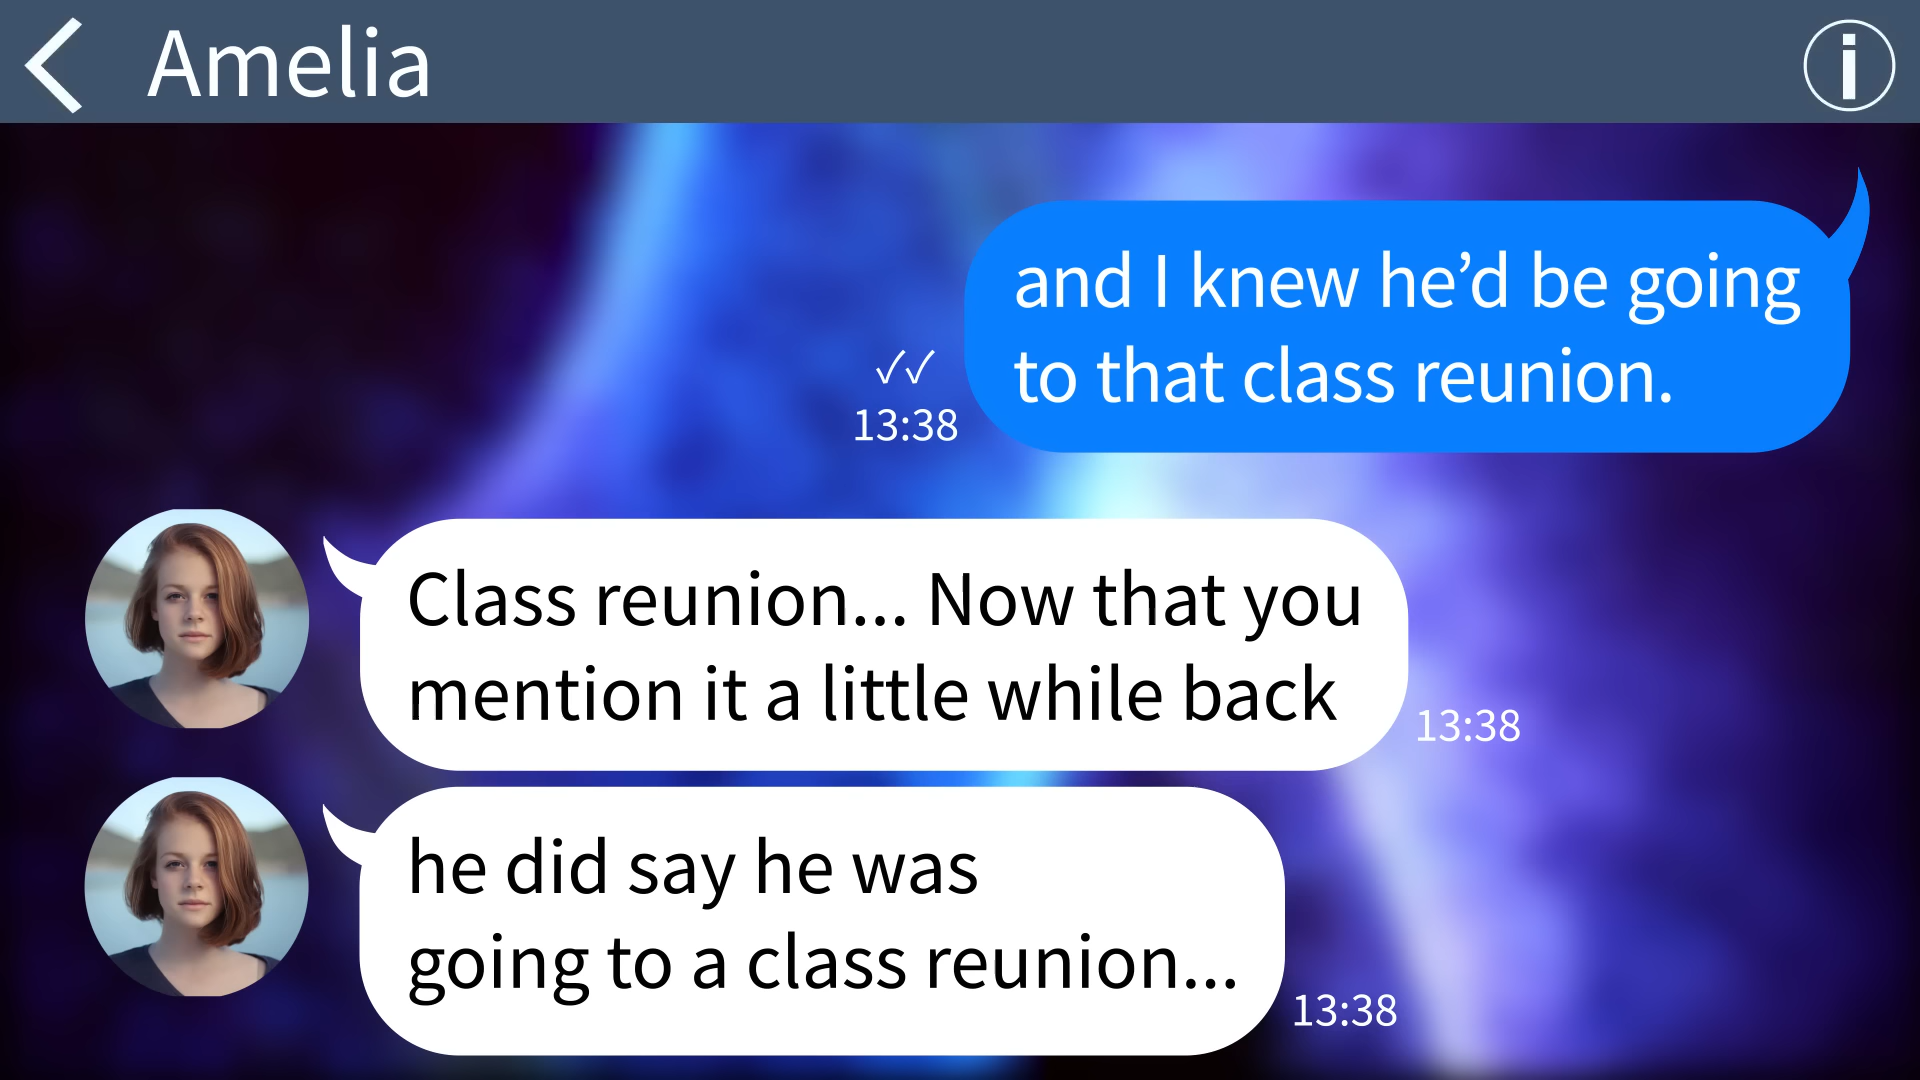 Amelia
and I knew he’d be going
to that class reunion.
✓✓
13:38
Class reunion... Now that you
mention it a little while back
13:38
he did say he was
going to a class reunion...
13:38